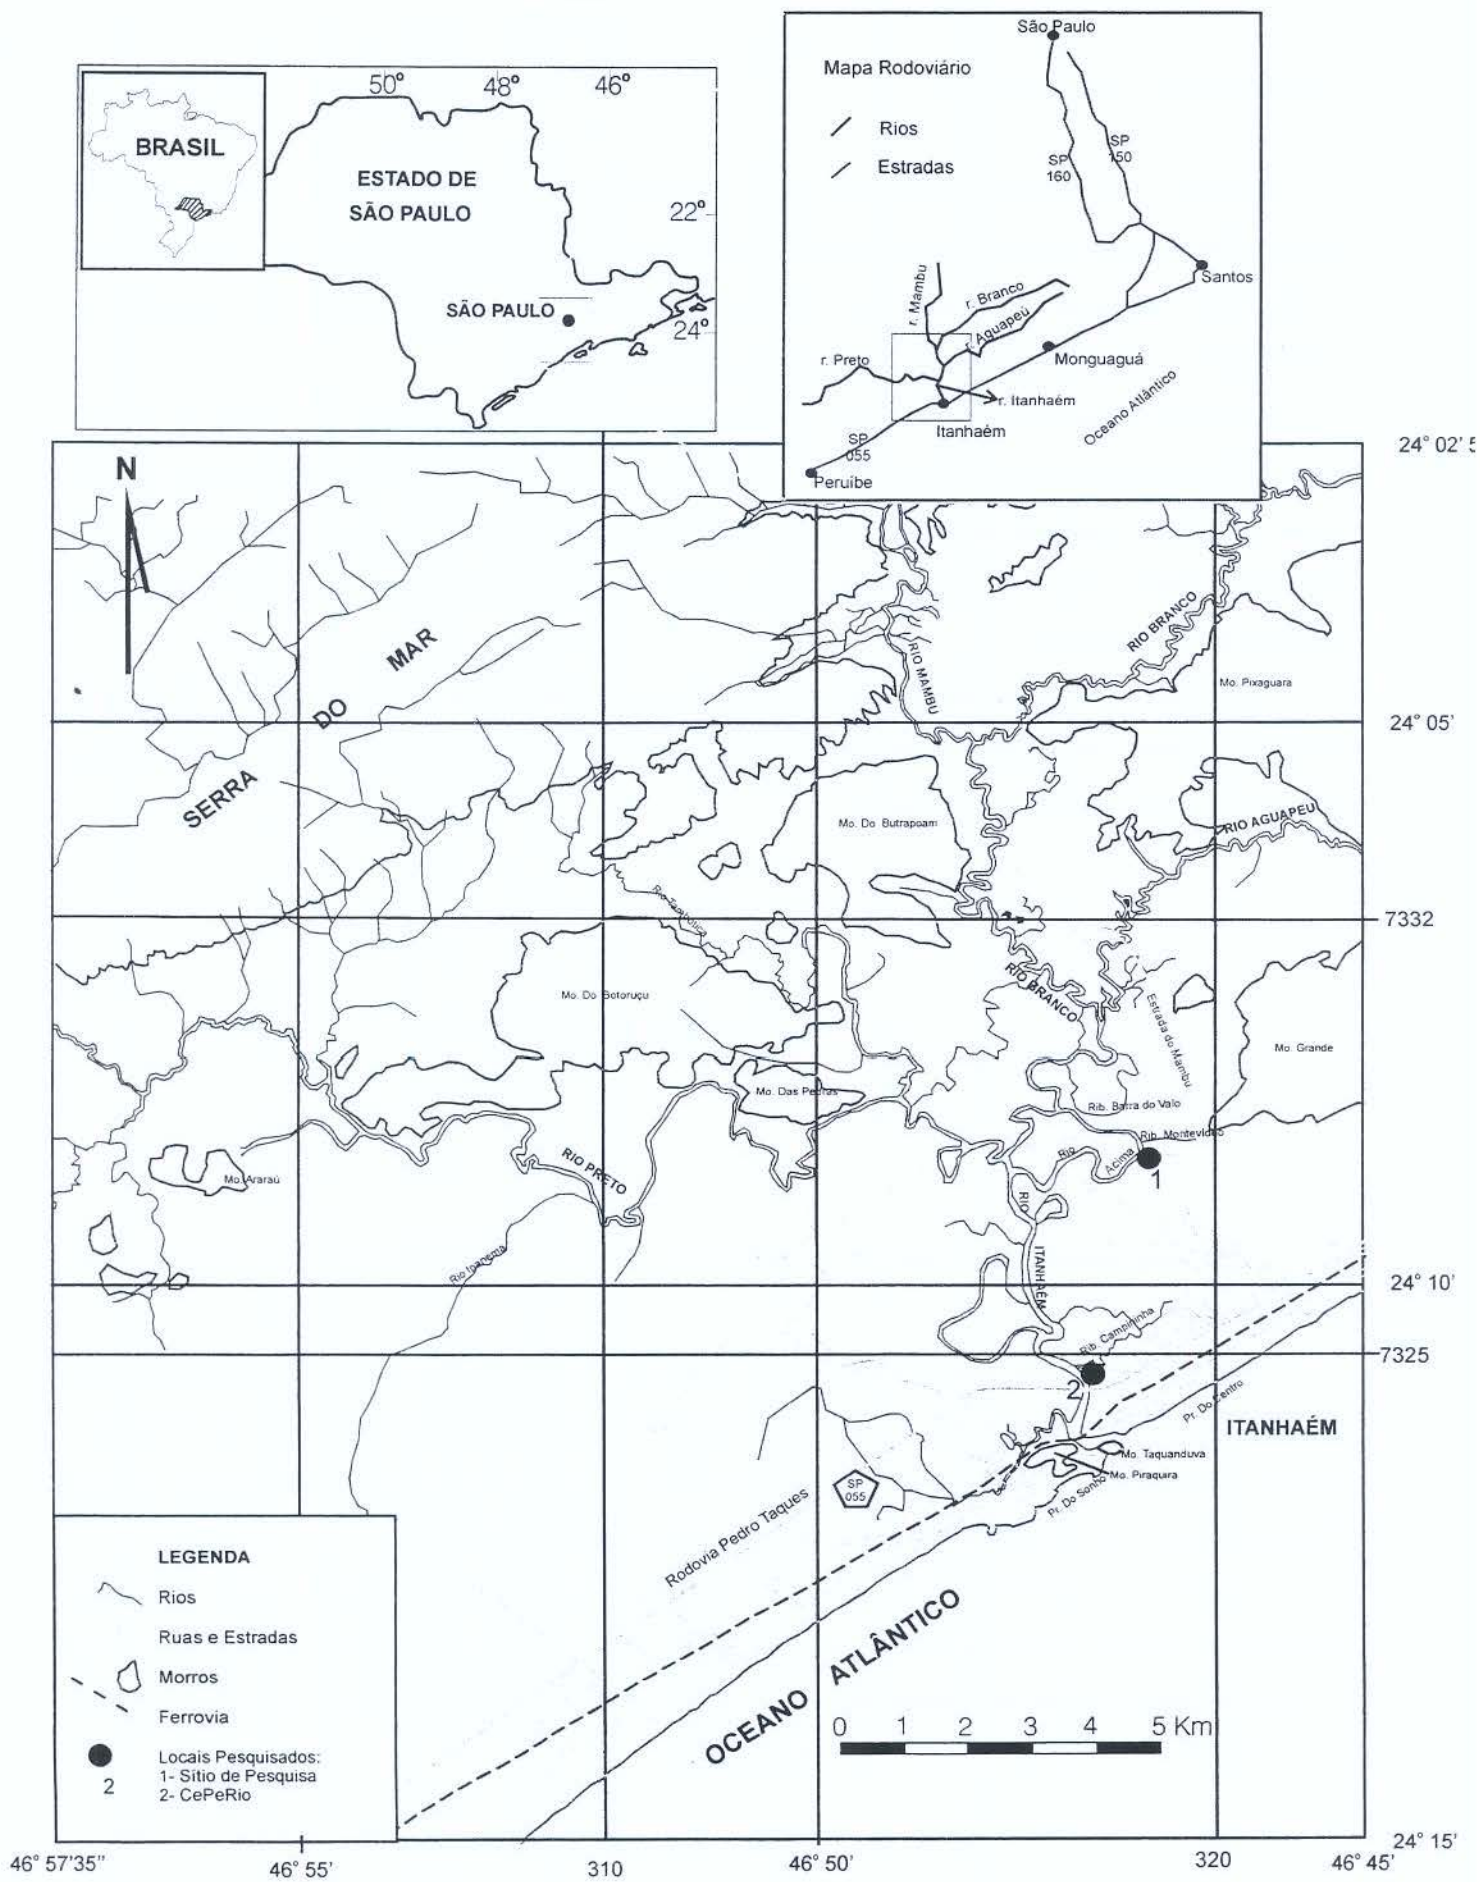 50°
48°
46°
BRASIL
ESTADO DE
SÃO PAULO
22°
SÃO PAULO
24°
São Paulo
Mapa Rodoviário
Rios
Estradas
SP
150
SP
160
Santos
r. Mambu
r. Branco
r. Aguapeú
r. Preto
Monguaguá
r. Itanhaém
Itanhaém
Oceano Atlântico
SP
055
Peruíbe
24° 02' 5
N
SERRA
DO
MAR
RIO MAMBU
RIO BRANCO
Mo. Pixaguara
24° 05'
Mo. Do Butrapoam
RIO AGUAPEU
7332
Mo. Do Botoruçu
RIO BRANCO
Estrada do Mambu
Mo. Grande
Mo. Das Pedras
Rib. Barra do Valo
Rib. Montevidéo
Rio
Acima
1
Mo. Araraú
RIO PRETO
RIO
ITANHAÉM
Rio Ipanema
24° 10'
Rib. Campininha
7325
2
Pr. Do Centro
ITANHAÉM
Mo. Taquanduva
Mo. Piraquira
Pr. Do Sonho
SP
055
Rodovia Pedro Taques
OCEANO ATLÂNTICO
LEGENDA
Rios
Ruas e Estradas
Morros
Ferrovia
Locais Pesquisados:
1- Sítio de Pesquisa
2- CePeRio
2
0 1 2 3 4 5 Km
24° 15'
46° 57'35"
46° 55'
310
46° 50'
320
46° 45'